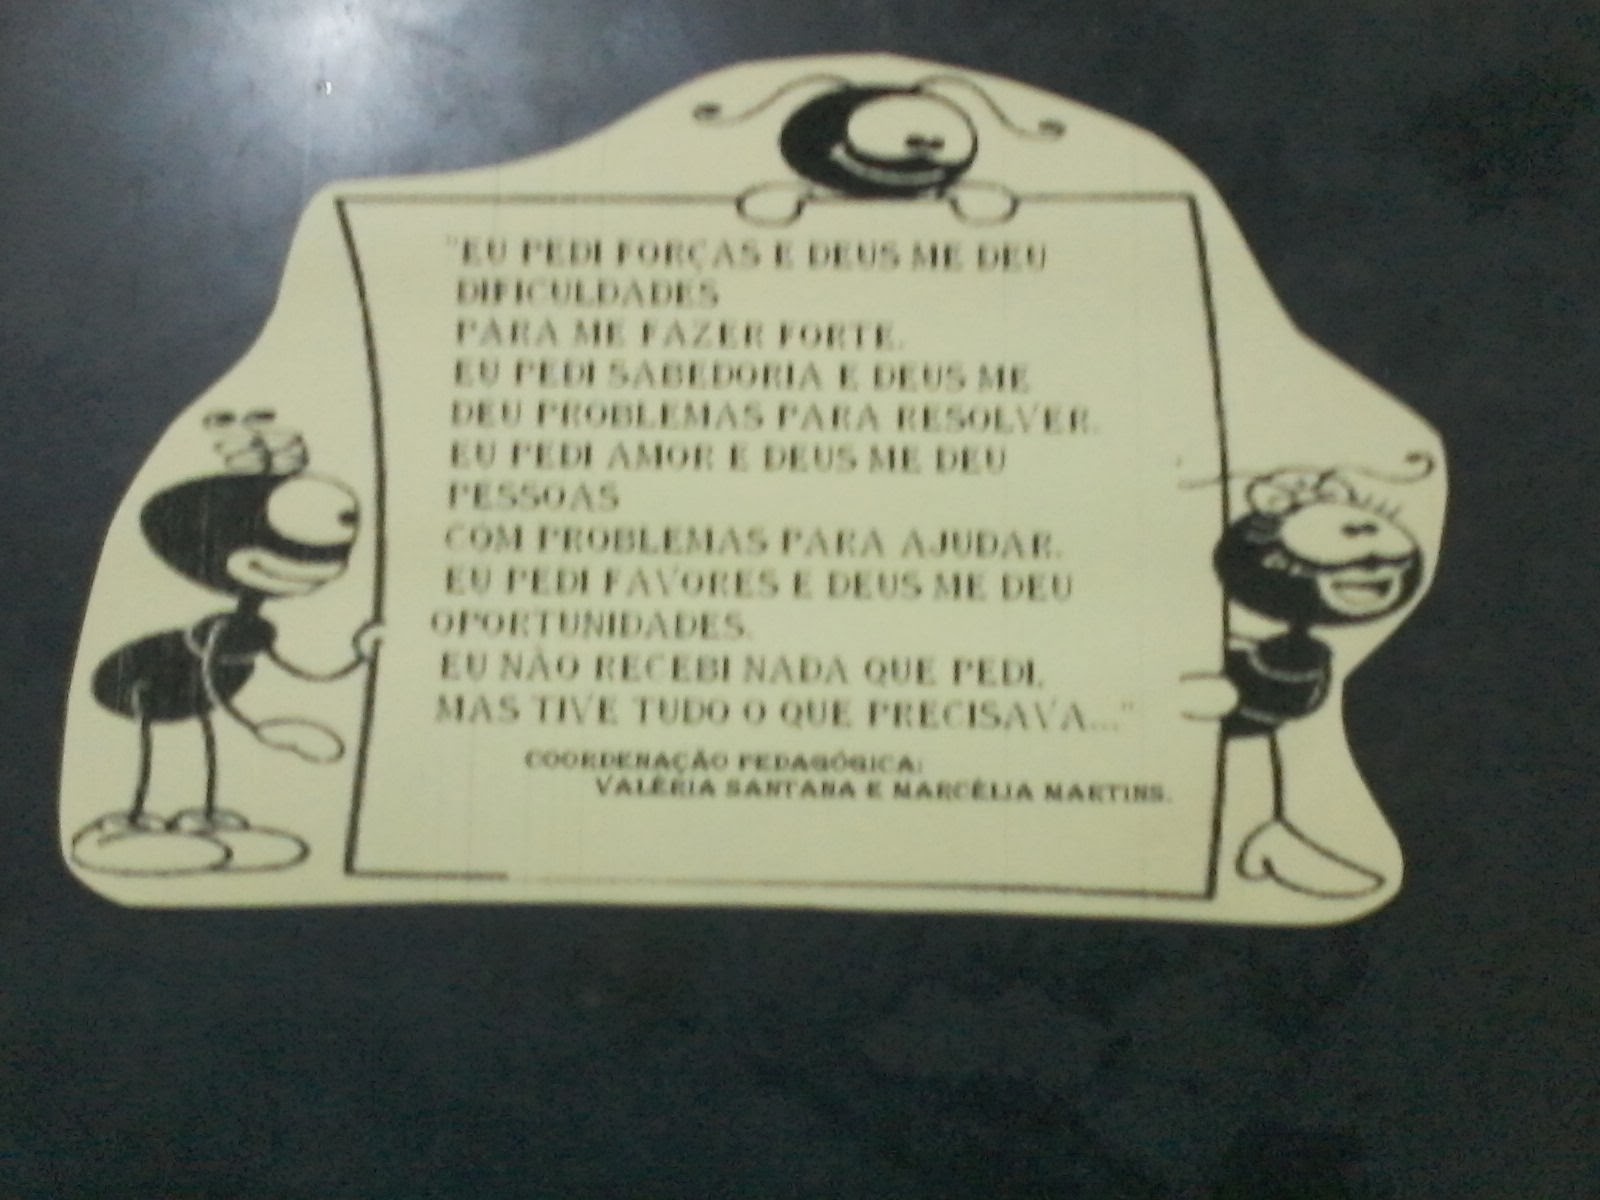 "EU PEDI FORÇAS E DEUS ME DEU
DIFICULDADES
PARA ME FAZER FORTE.
EU PEDI SABEDORIA E DEUS ME
DEU PROBLEMAS PARA RESOLVER.
EU PEDI AMOR E DEUS ME DEU
PESSOAS
COM PROBLEMAS PARA AJUDAR.
EU PEDI FAVORES E DEUS ME DEU
OPORTUNIDADES.
EU NÃO RECEBI NADA QUE PEDI,
MAS TIVE TUDO O QUE PRECISAVA..."
COORDENAÇÃO PEDAGÓGICA:
VALÉRIA SANTANA E MARCÉLIA MARTINS.